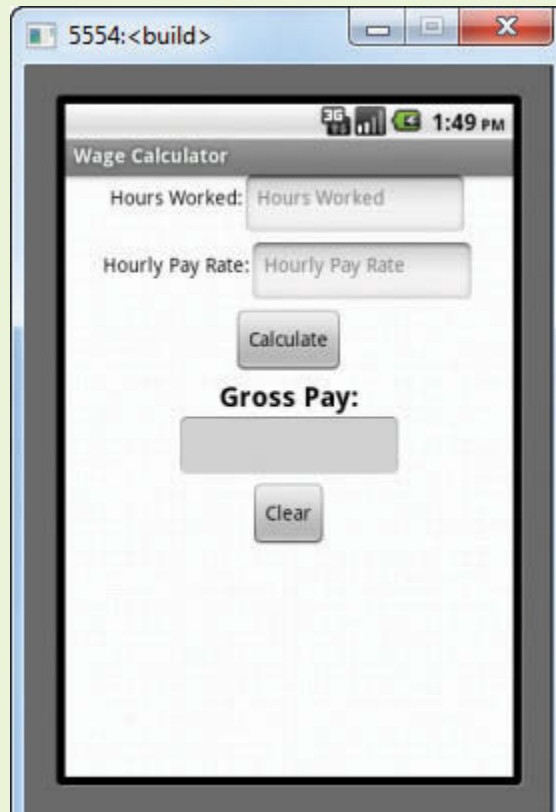 5554:<build>
3G 1:49 PM
Wage Calculator
Hours Worked: Hours Worked
Hourly Pay Rate: Hourly Pay Rate
Calculate
Gross Pay:
Clear